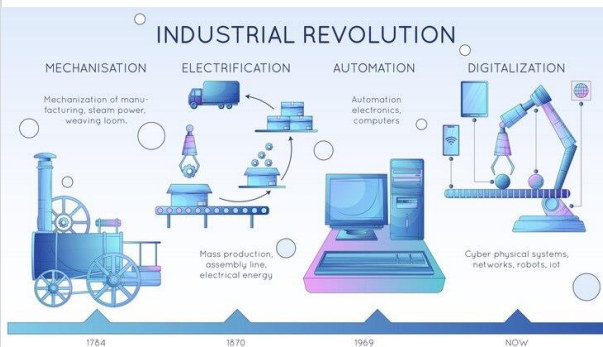 INDUSTRIAL REVOLUTION
MECHANISATION
Mechanization of manu-
facturing, steam power,
weaving loom.
ELECTRIFICATION
Mass production,
assembly line,
electrical energy
AUTOMATION
Automation
electronics,
computers
DIGITALIZATION
Cyber physical systems,
networks, robots, iot
1784
1870
1969
NOW